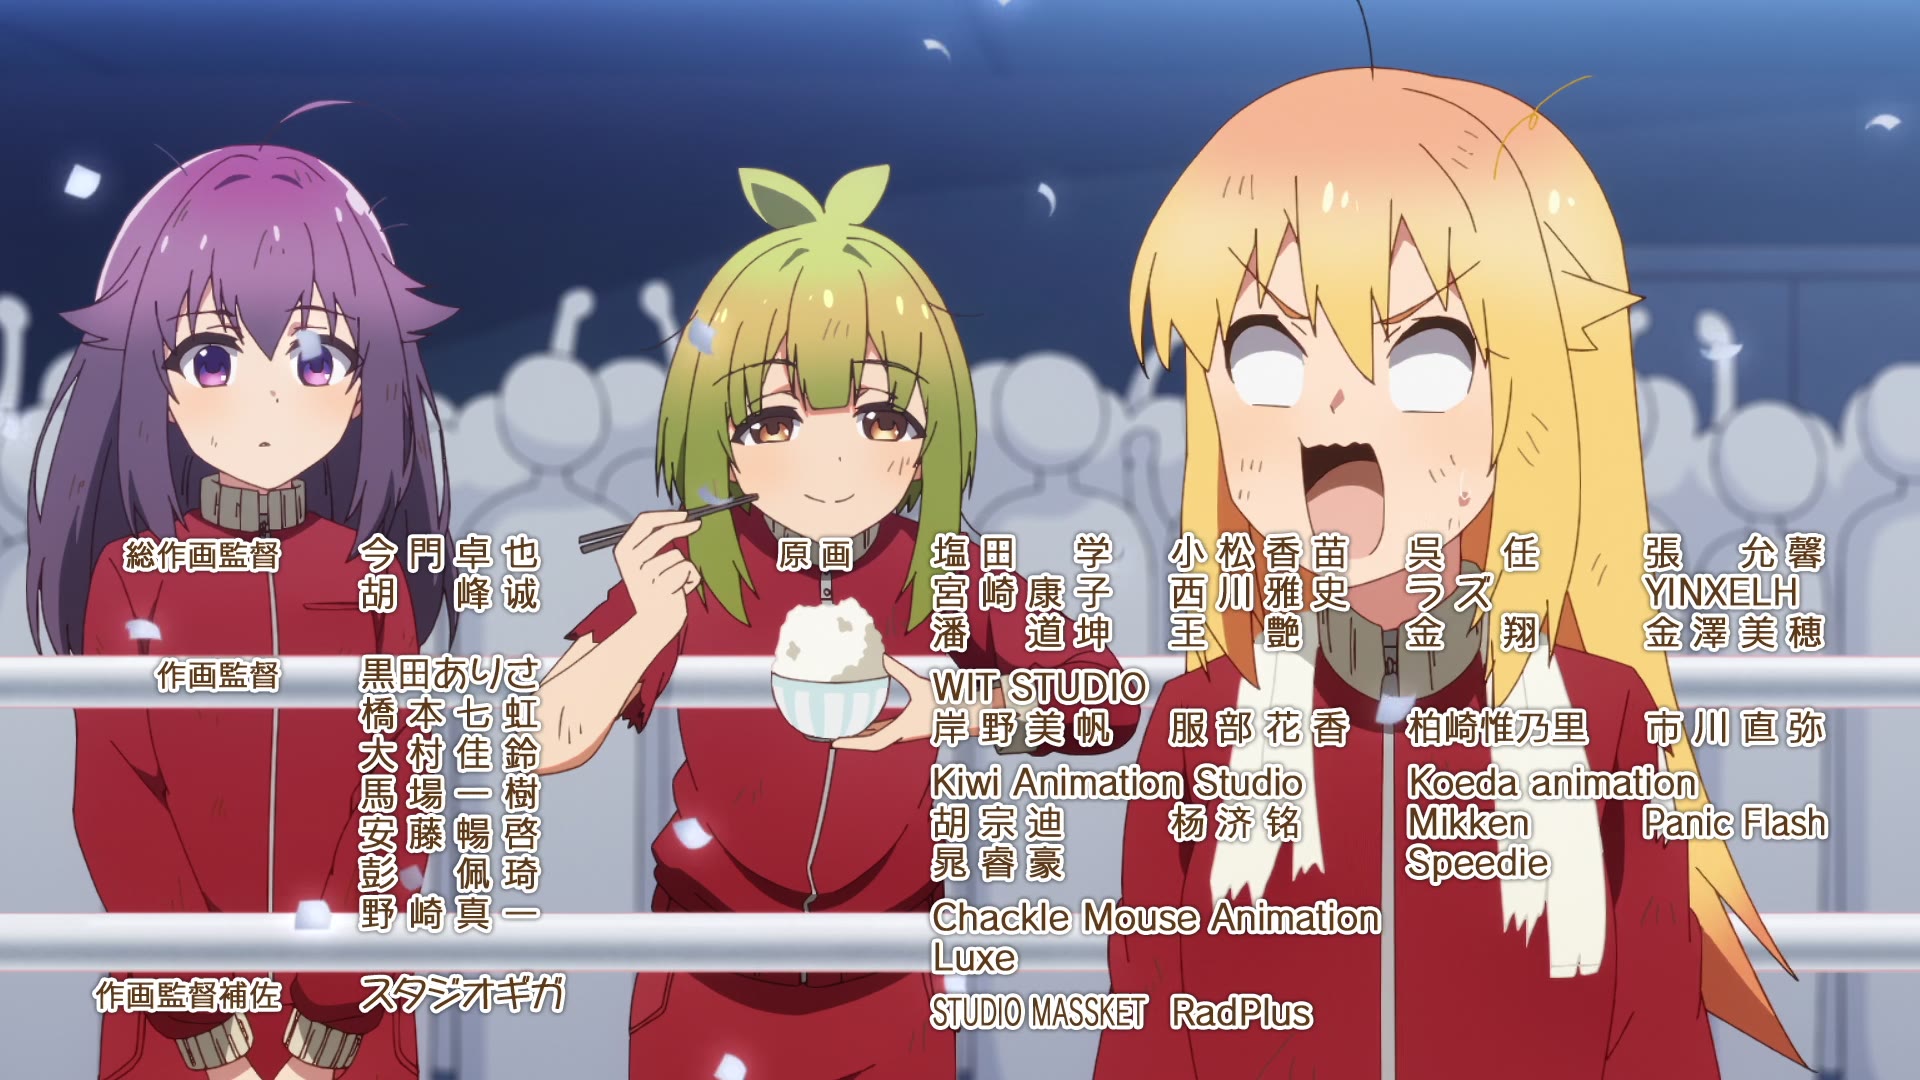 総作画監督 今門卓也
胡峰诚
作画監督 黒田ありさ
橋本七虹
大村佳鈴
馬場一樹
安藤暢啓
彭佩琦
野崎真一
作画監督補佐 スタジオギガ
原画 塩田学 小松香苗 呉任 張允馨
宮崎康子 西川雅史 ラズ YINXELH
潘道坤 王艶 金翔 金澤美穂
WIT STUDIO
岸野美帆 服部花香 柏崎惟乃里 市川直弥
Kiwi Animation Studio Koeda animation
胡宗迪 杨济铭 Mikken Panic Flash
晁睿豪 Speedie
Chackle Mouse Animation
Luxe
STUDIO MASSKET RadPlus